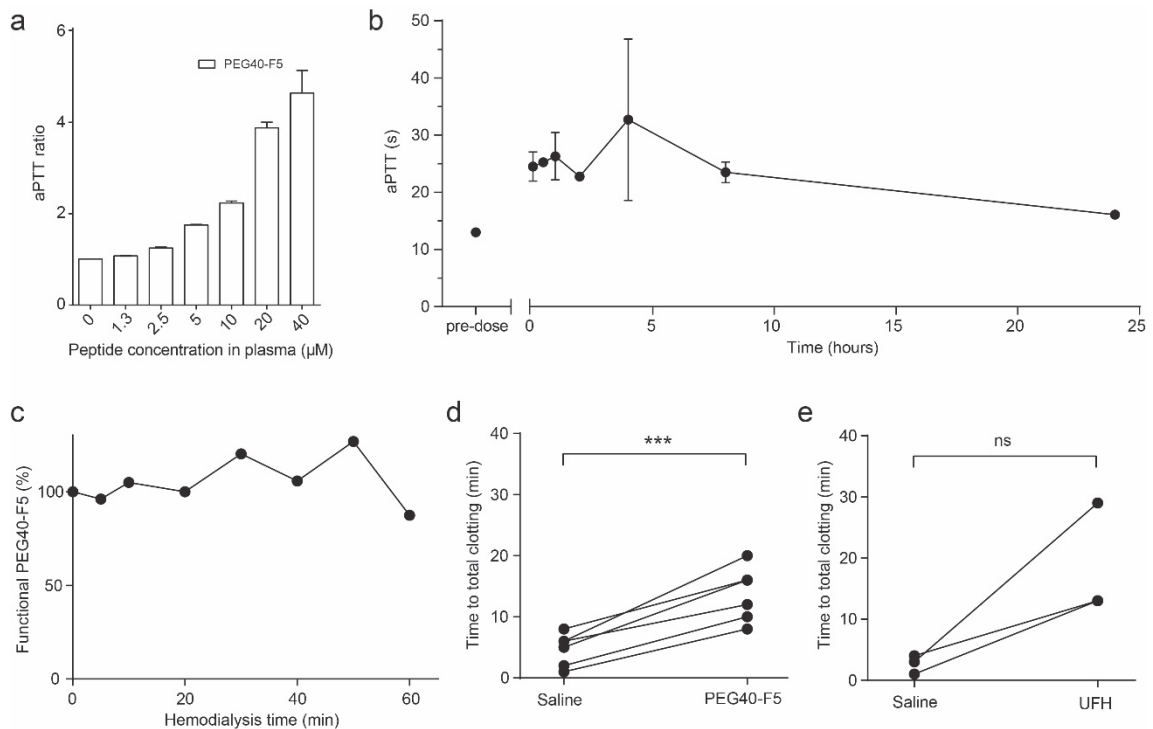 a
6
4
2
0
aPTT ratio
PEG40-F5
0 1.3 2.5 5 10 20 40
Peptide concentration in plasma (µM)
b
50
40
30
20
10
0
aPTT (s)
pre-dose 0 5 10 15 20 25
Time (hours)
c
100
50
0
Functional PEG40-F5 (%)
0 20 40 60
Hemodialysis time (min)
d
***
40
30
20
10
0
Time to total clotting (min)
Saline PEG40-F5
e
ns
40
30
20
10
0
Time to total clotting (min)
Saline UFH